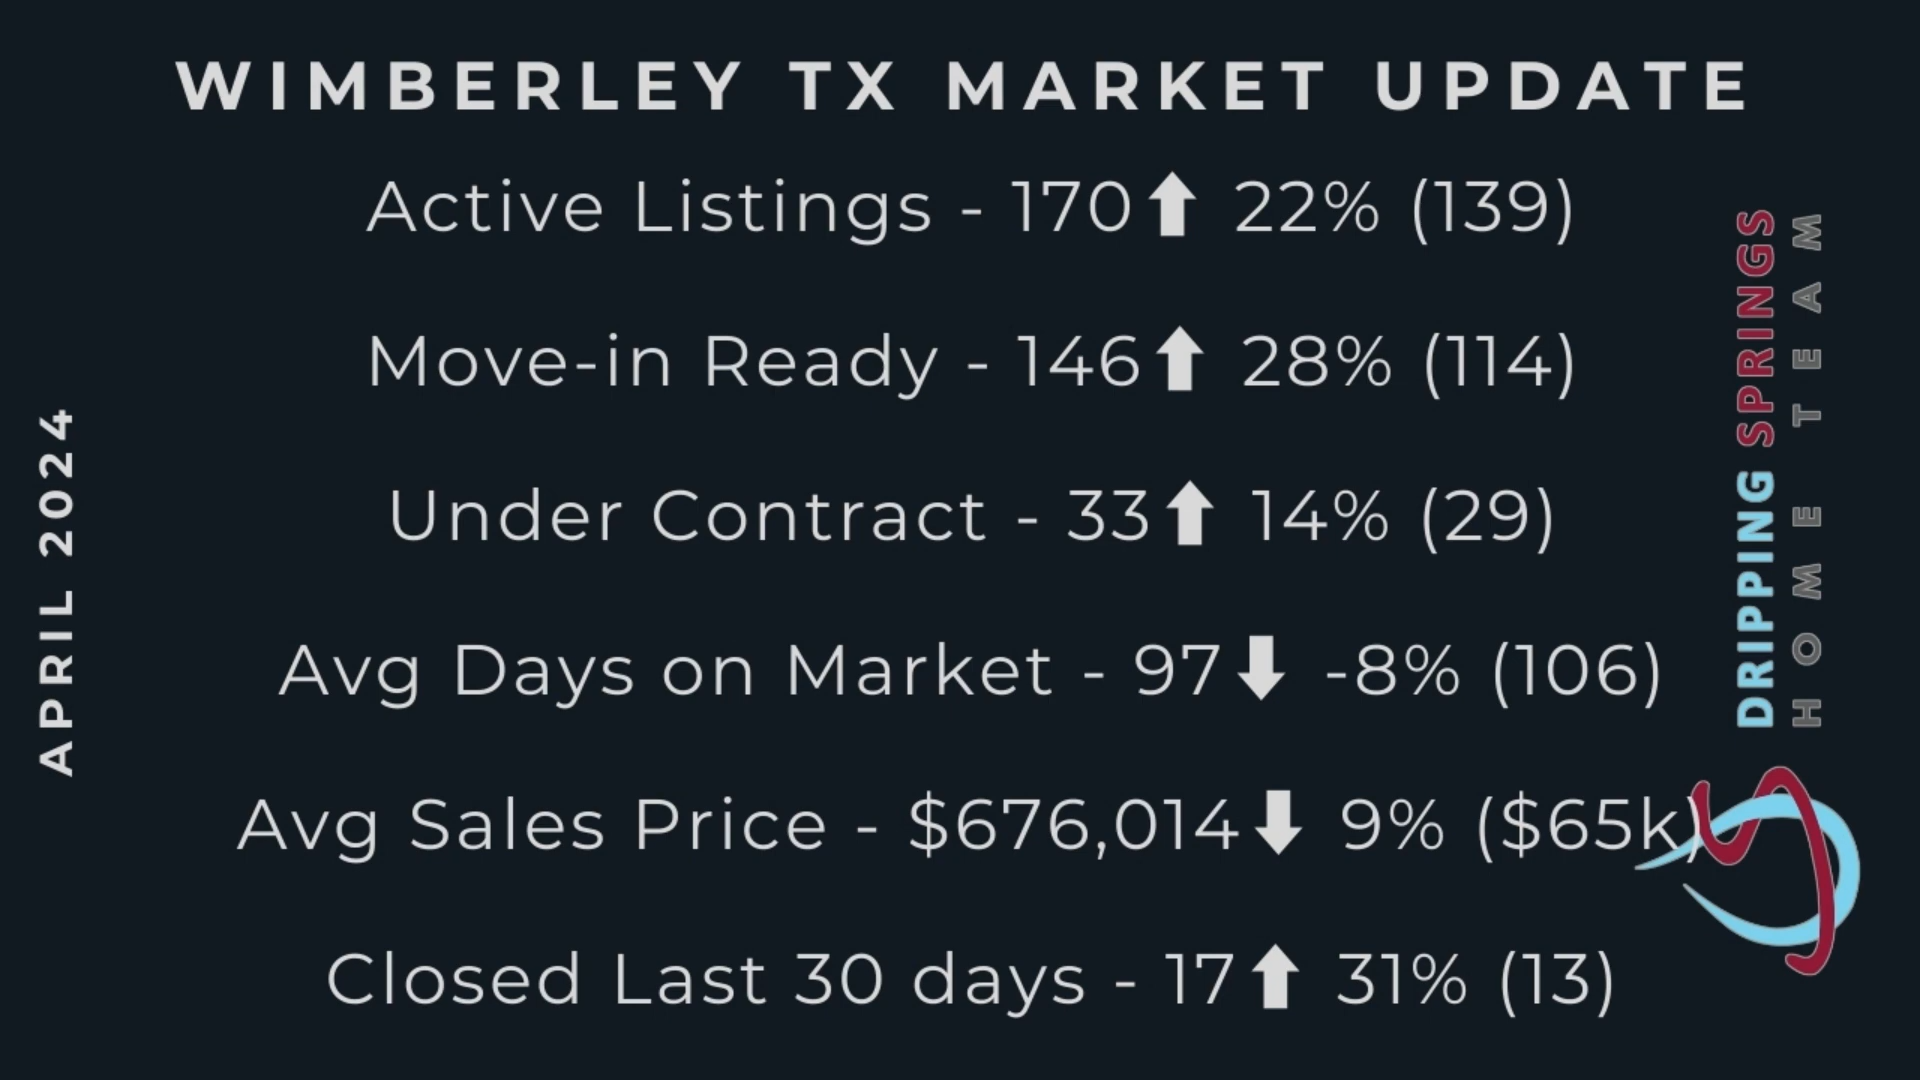 WIMBERLEY TX MARKET UPDATE
Active Listings - 170⬆ 22% (139)
Move-in Ready - 146⬆ 28% (114)
Under Contract - 33⬆ 14% (29)
Avg Days on Market - 97⬇ -8% (106)
Avg Sales Price - $676,014⬇ 9% ($65k)
Closed Last 30 days - 17⬆ 31% (13)
APRIL 2024
DRIPPING SPRINGS
HOME TEAM